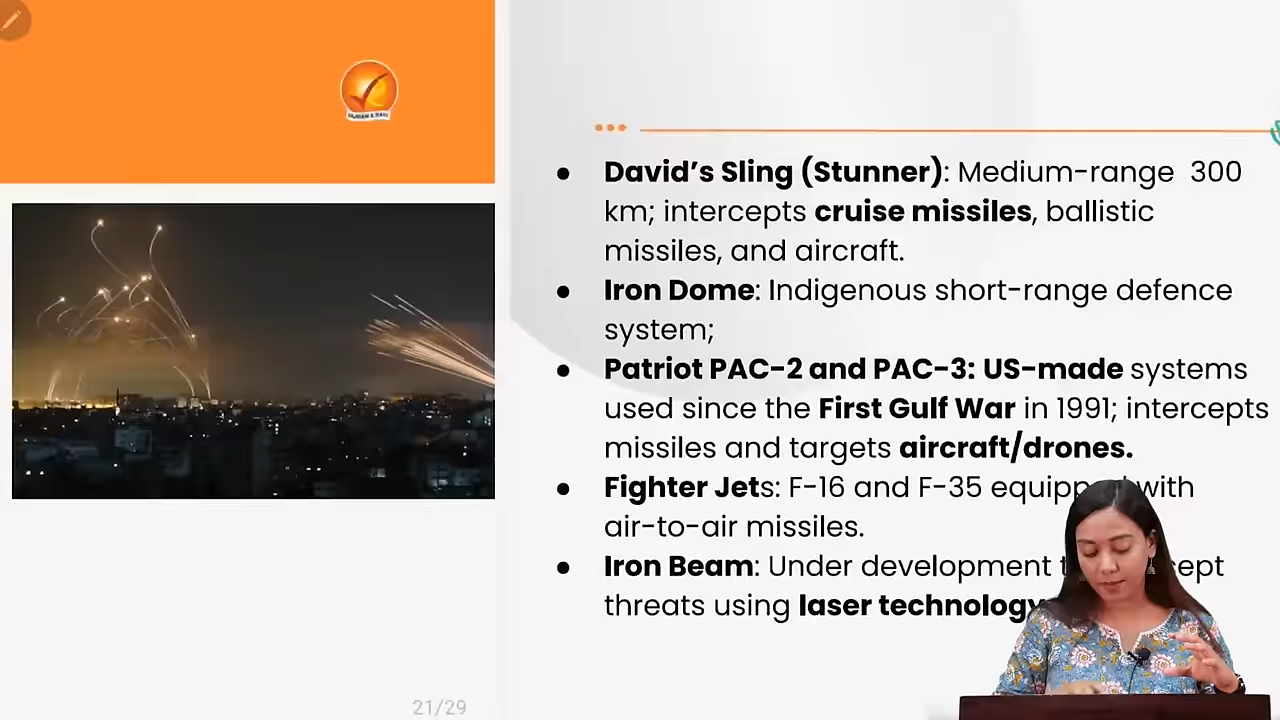 VAJIRAM & RAVI
David’s Sling (Stunner): Medium-range 300
km; intercepts cruise missiles, ballistic
missiles, and aircraft.
Iron Dome: Indigenous short-range defence
system;
Patriot PAC-2 and PAC-3: US-made systems
used since the First Gulf War in 1991; intercepts
missiles and targets aircraft/drones.
Fighter Jets: F-16 and F-35 with
air-to-air missiles.
Iron Beam: Under development
threats using laser technology
21/29